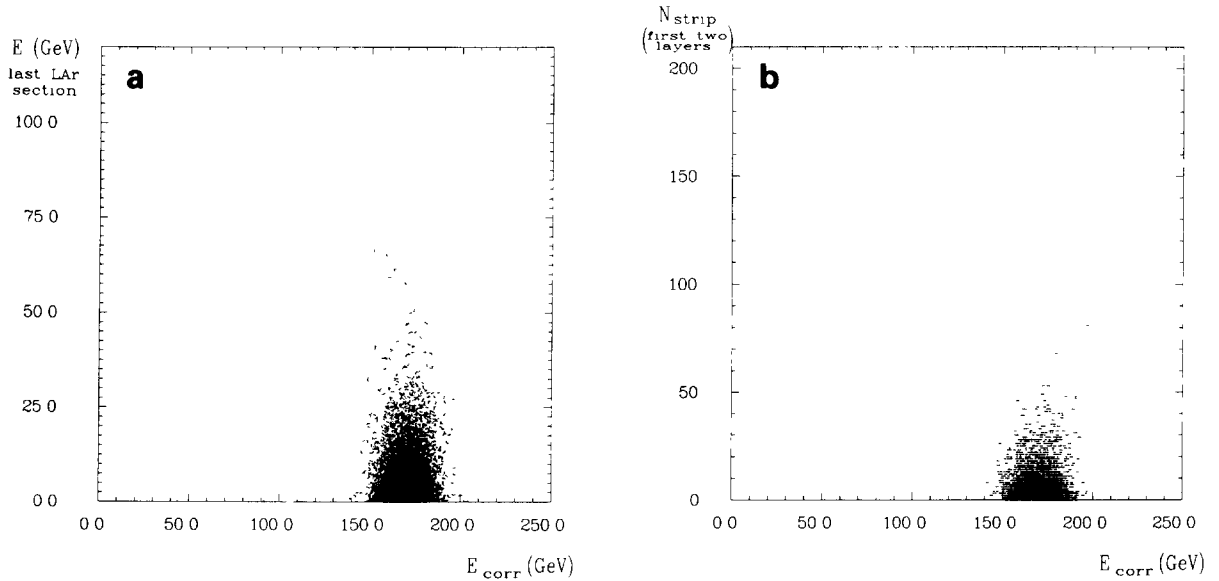 E (GeV)
last LAr
section
a
100 0
75 0
50 0
25 0
0 0
0 0
50 0
100 0
150 0
200 0
250 0
E corr (GeV)
N strip
(first two
layers)
b
200
150
100
50
0
0 0
50 0
100 0
150 0
200 0
250 0
E corr (GeV)